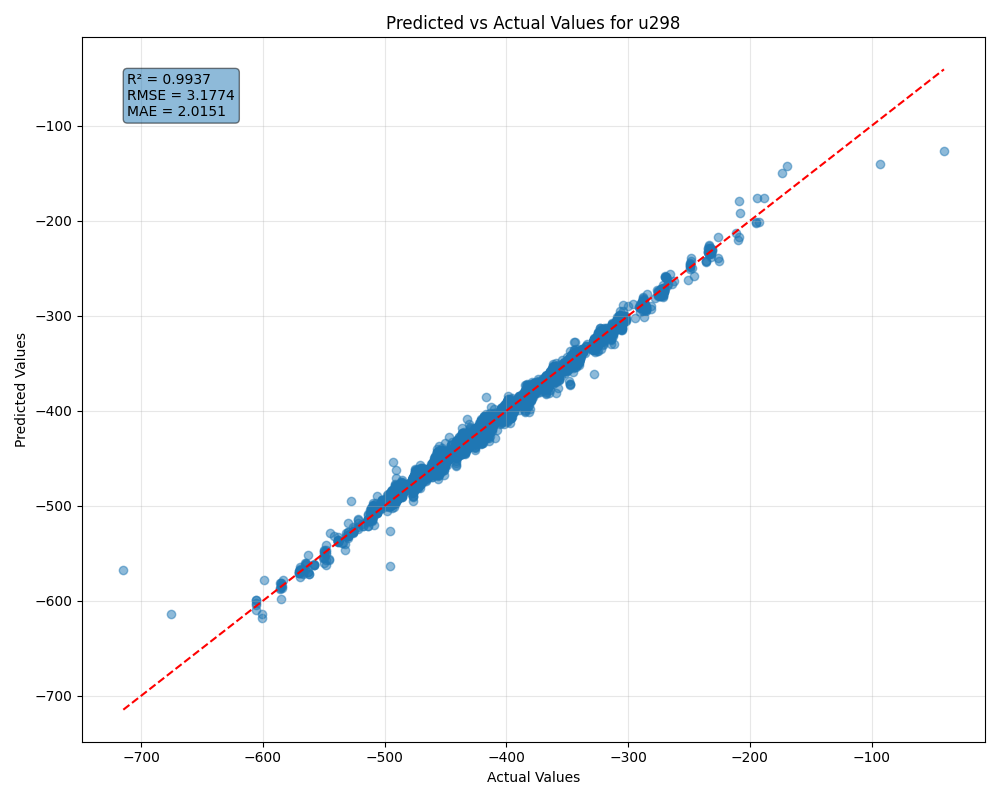 Predicted vs Actual Values for u298
R² = 0.9937
RMSE = 3.1774
MAE = 2.0151
−100
−200
−300
−400
−500
−600
−700
Predicted Values
−700 −600 −500 −400 −300 −200 −100
Actual Values